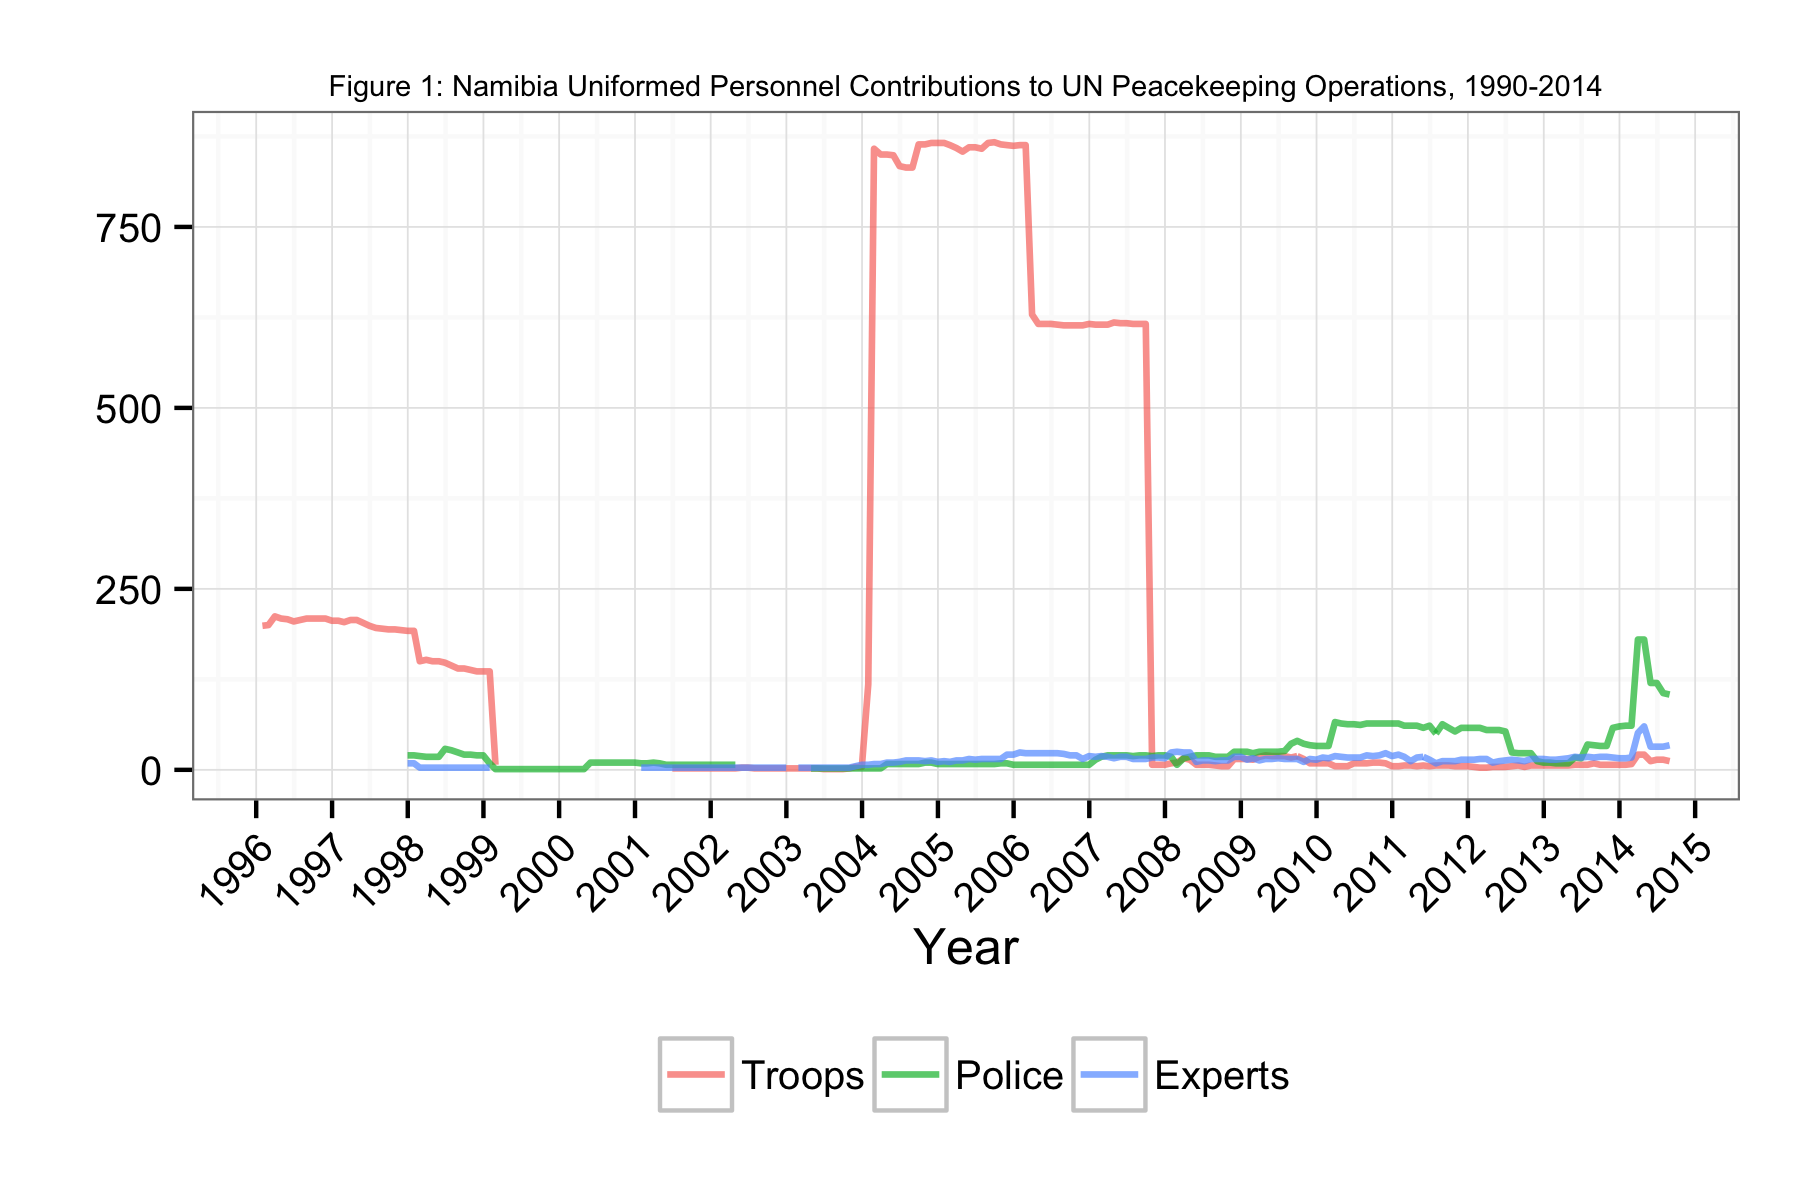 Figure 1: Namibia Uniformed Personnel Contributions to UN Peacekeeping Operations, 1990-2014
750
500
250
0
1996 1997 1998 1999 2000 2001 2002 2003 2004 2005 2006 2007 2008 2009 2010 2011 2012 2013 2014 2015
Year
Troops Police Experts